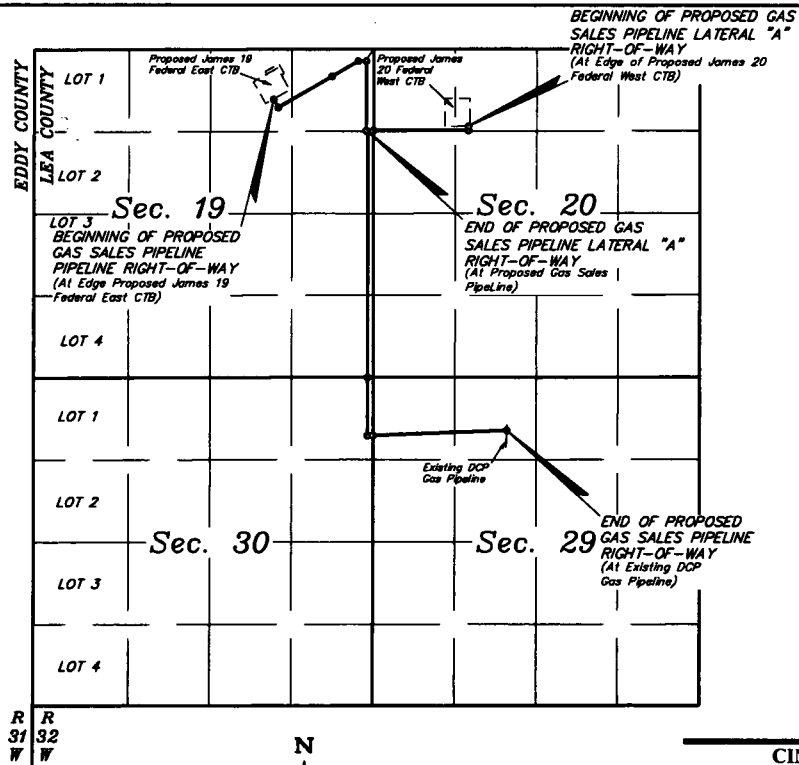 BEGINNING OF PROPOSED GAS
SALES PIPELINE LATERAL "A"
RIGHT-OF-WAY
(At Edge of Proposed James 20
Federal West CTB)
Proposed James 19
Federal East CTB
Proposed James
20 Federal
West CTB
EDDY COUNTY
LEA COUNTY
LOT 1
LOT 2
LOT 3
Sec. 19
BEGINNING OF PROPOSED
GAS SALES PIPELINE
PIPELINE RIGHT-OF-WAY
(At Edge Proposed James 19
Federal East CTB)
Sec. 20
END OF PROPOSED GAS
SALES PIPELINE LATERAL "A"
RIGHT-OF-WAY
(At Proposed Gas Sales
PipeLine)
LOT 4
LOT 1
Existing DCP
Gas Pipeline
LOT 2
Sec. 30
Sec. 29
END OF PROPOSED
GAS SALES PIPELINE
RIGHT-OF-WAY
(At Existing DCP
Gas Pipeline)
LOT 3
LOT 4
R R
31 32
W W
N